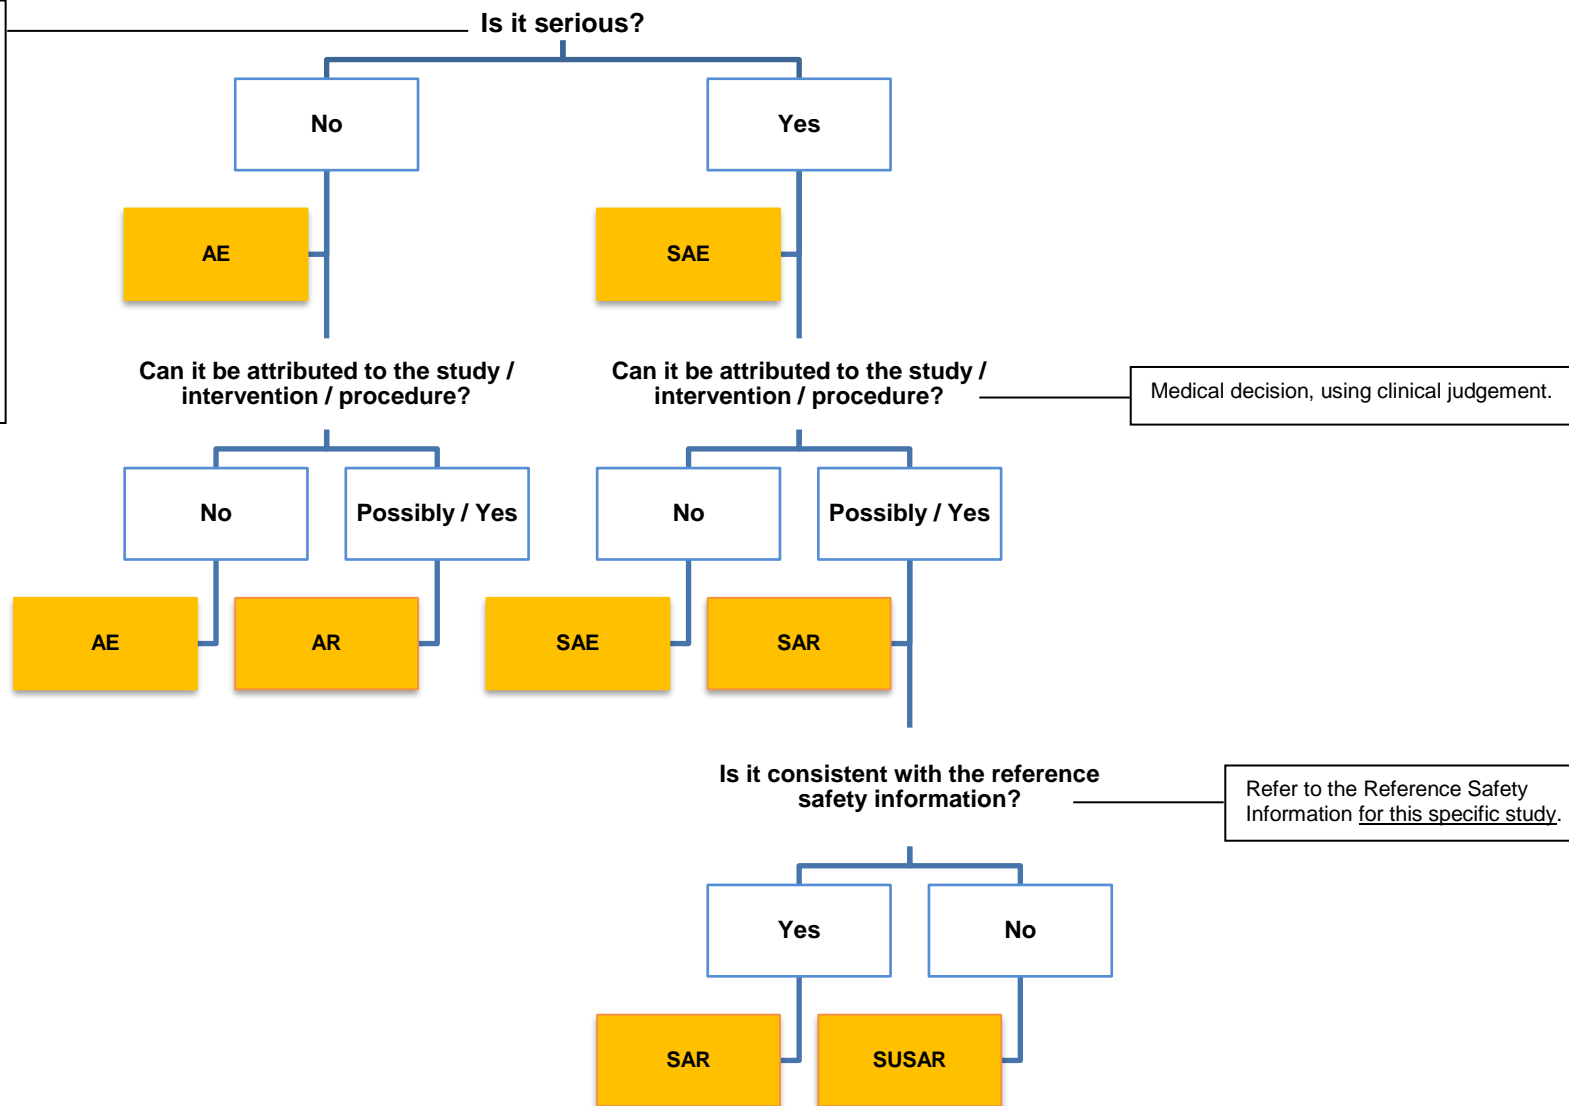 Is it serious?
No
Yes
AE
SAE
Can it be attributed to the study /
intervention / procedure?
Can it be attributed to the study /
intervention / procedure?
Medical decision, using clinical judgement.
No
Possibly / Yes
No
Possibly / Yes
AE
AR
SAE
SAR
Is it consistent with the reference
safety information?
Refer to the Reference Safety
Information for this specific study.
Yes
No
SAR
SUSAR